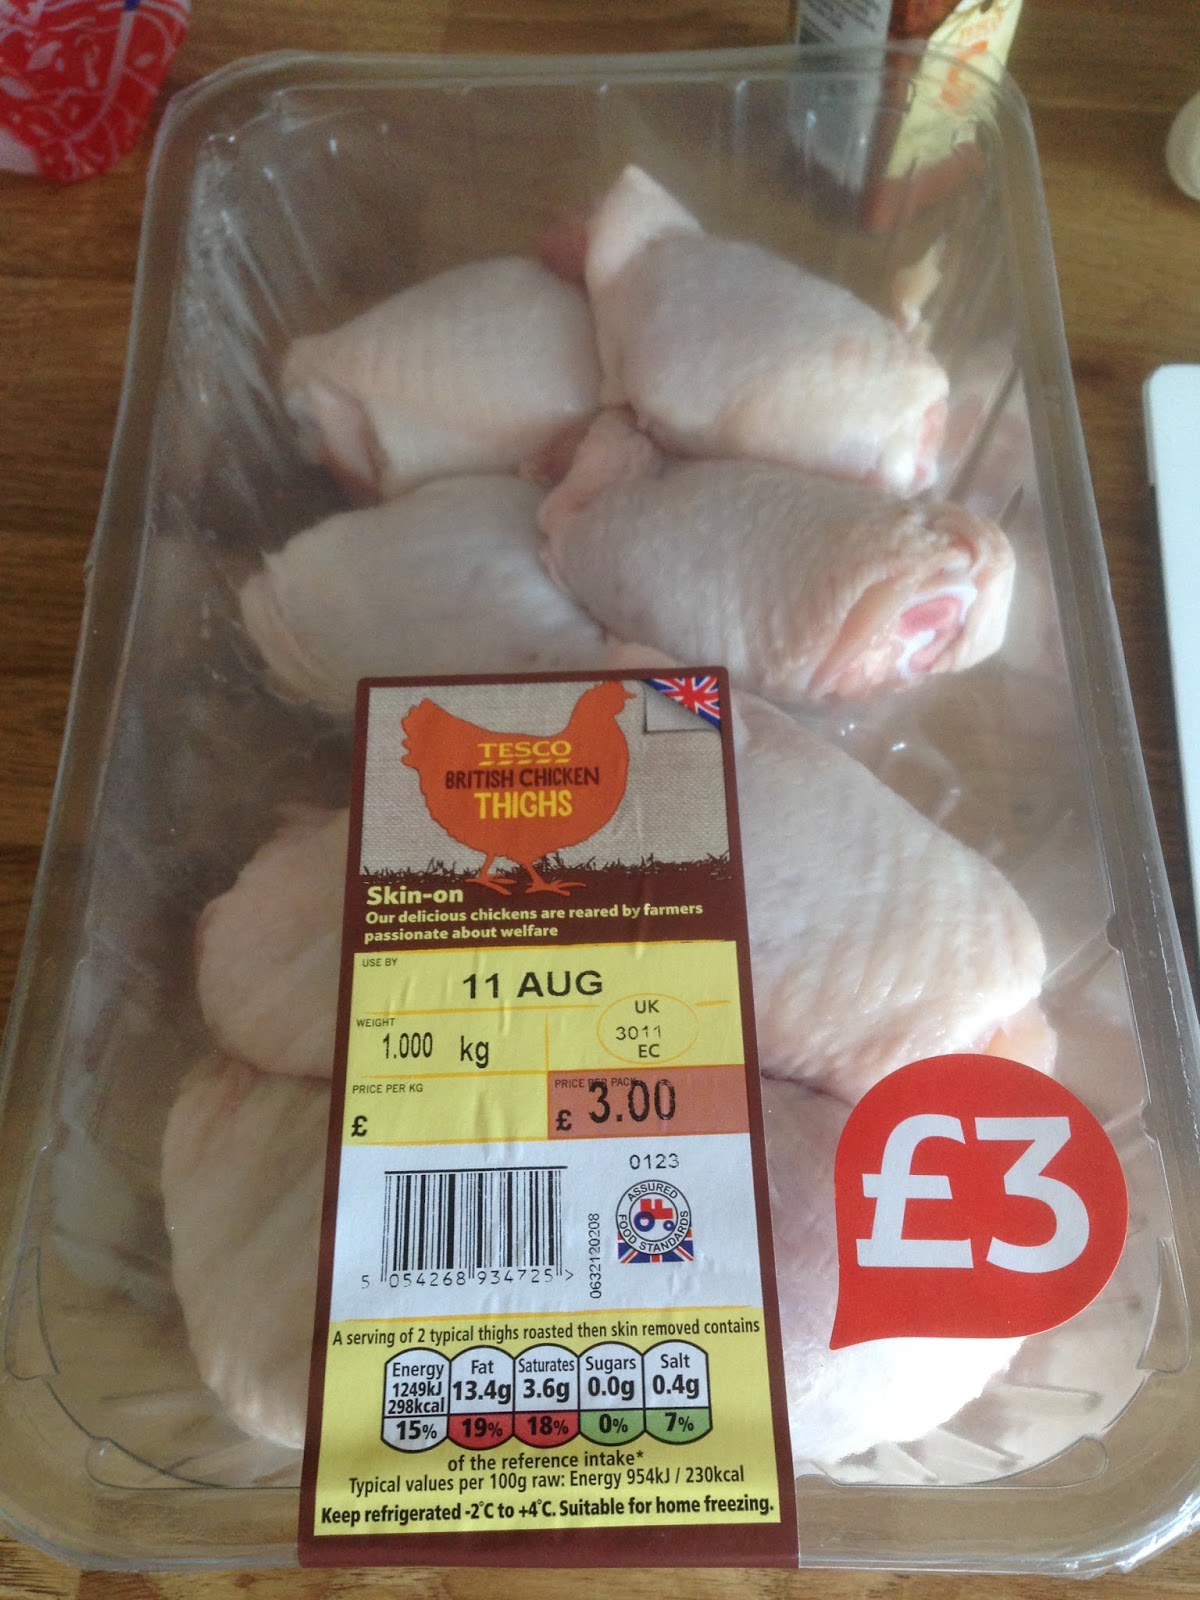 TESCO
BRITISH CHICKEN
THIGHS
Skin-on
Our delicious chickens are reared by farmers
passionate about welfare
USE BY
11 AUG
WEIGHT
1.000 kg
UK
3011
EC
PRICE PER KG
£
PRICE PER PACK
£ 3.00
£3
0123
ASSURED
FOOD STANDARDS
0632120208
5 054268 934725 >
A serving of 2 typical thighs roasted then skin removed contains
Energy Fat Saturates Sugars Salt
1249kJ 13.4g 3.6g 0.0g 0.4g
298kcal
15% 19% 18% 0% 7%
of the reference intake*
Typical values per 100g raw: Energy 954kJ / 230kcal
Keep refrigerated -2°C to +4°C. Suitable for home freezing.